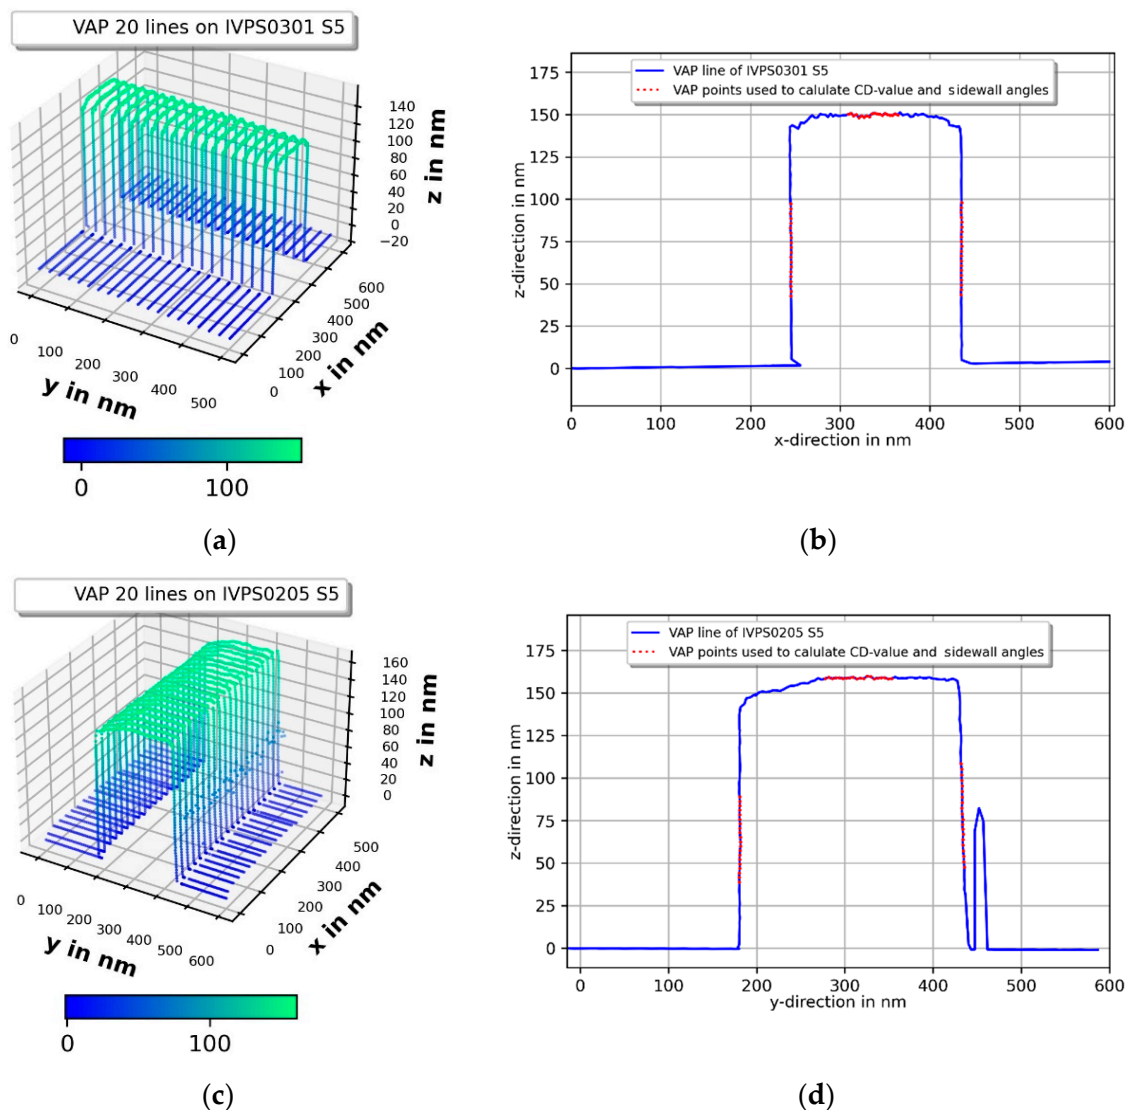 VAP 20 lines on IVPS0301 S5
140
120
100
80
60
40
20
0
−20
z in nm
600
500
400
300
200
100
0
x in nm
0
100
200
300
400
500
y in nm
0
100
(a)
VAP line of IVPS0301 S5
VAP points used to calulate CD-value and sidewall angles
175
150
125
100
75
50
25
0
z-direction in nm
0 100 200 300 400 500 600
x-direction in nm
(b)
VAP 20 lines on IVPS0205 S5
160
140
120
100
80
60
40
20
0
z in nm
500
400
300
200
100
0
x in nm
0
100
200
300
400
500
600
y in nm
0
100
(c)
VAP line of IVPS0205 S5
VAP points used to calulate CD-value and sidewall angles
175
150
125
100
75
50
25
0
z-direction in nm
0 100 200 300 400 500 600
y-direction in nm
(d)